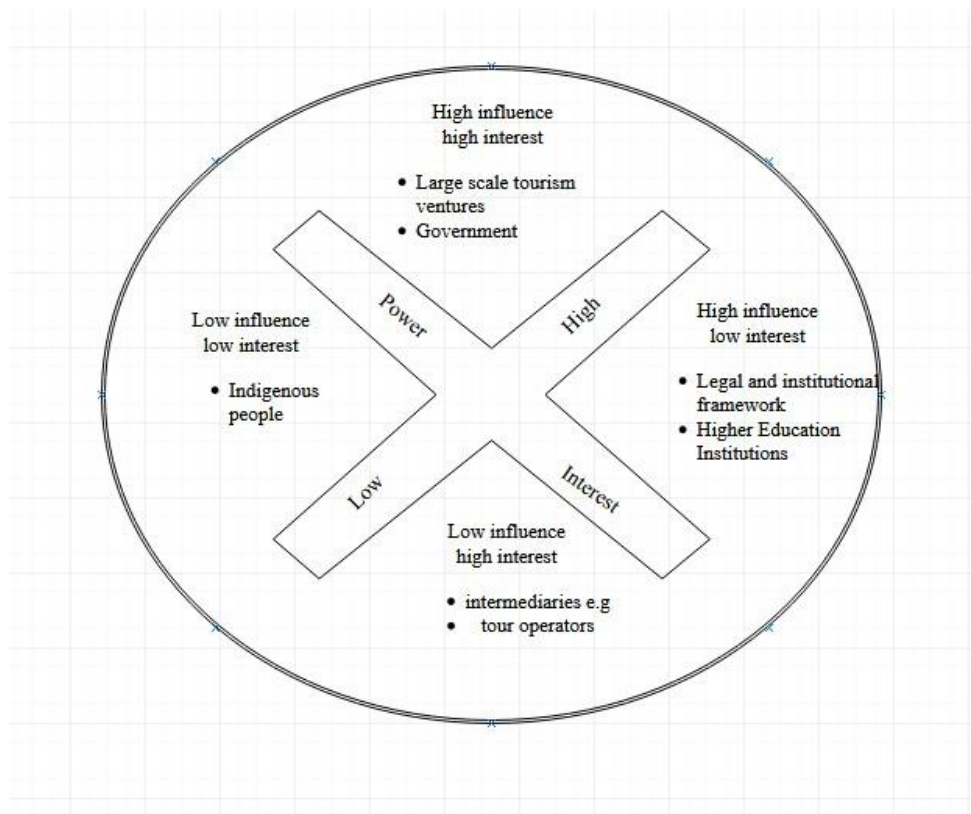 High influence
high interest
• Large scale tourism
ventures
• Government
Power
High
Low influence
low interest
• Indigenous
people
High influence
low interest
• Legal and institutional
framework
• Higher Education
Institutions
Low
Interest
Low influence
high interest
• intermediaries e.g
• tour operators